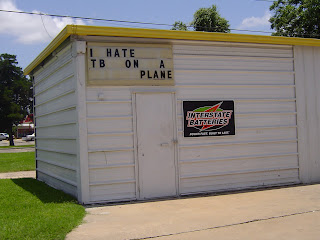 I HATE
TB ON A
PLANE
INTERSTATE
BATTERIES